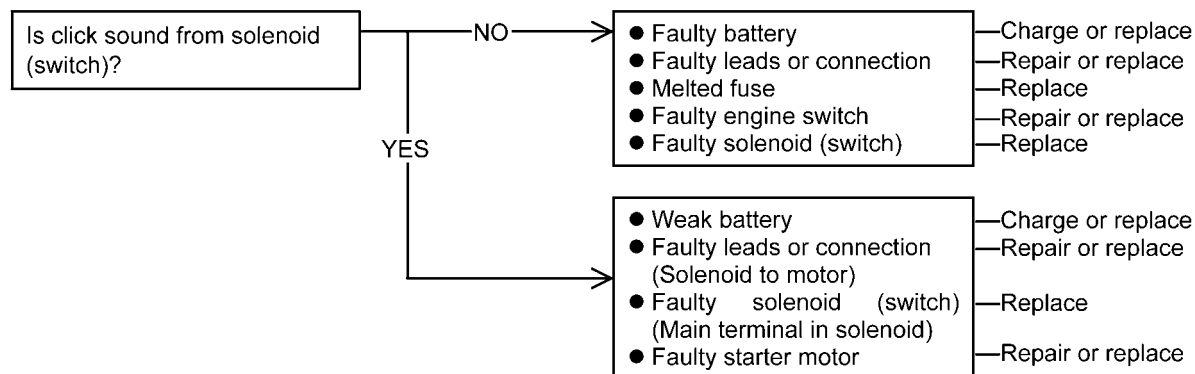 Is click sound from solenoid
(switch)?
NO
● Faulty battery
Charge or replace
● Faulty leads or connection
Repair or replace
● Melted fuse
Replace
● Faulty engine switch
Repair or replace
● Faulty solenoid (switch)
Replace
YES
● Weak battery
Charge or replace
● Faulty leads or connection
Repair or replace
(Solenoid to motor)
● Faulty solenoid (switch)
Replace
(Main terminal in solenoid)
● Faulty starter motor
Repair or replace